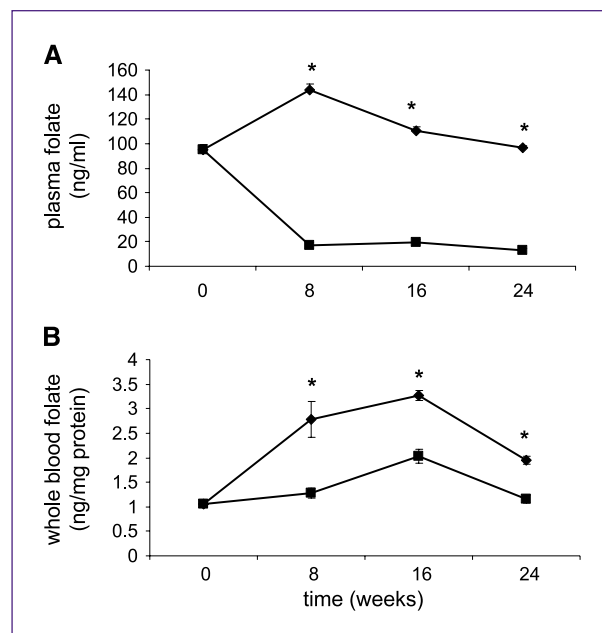 A
plasma folate
(ng/ml)
160
140
120
100
80
60
40
20
0
*
*
*
0 8 16 24
B
whole blood folate
(ng/mg protein)
4
3.5
3
2.5
2
1.5
1
0.5
0
*
*
*
0 8 16 24
time (weeks)